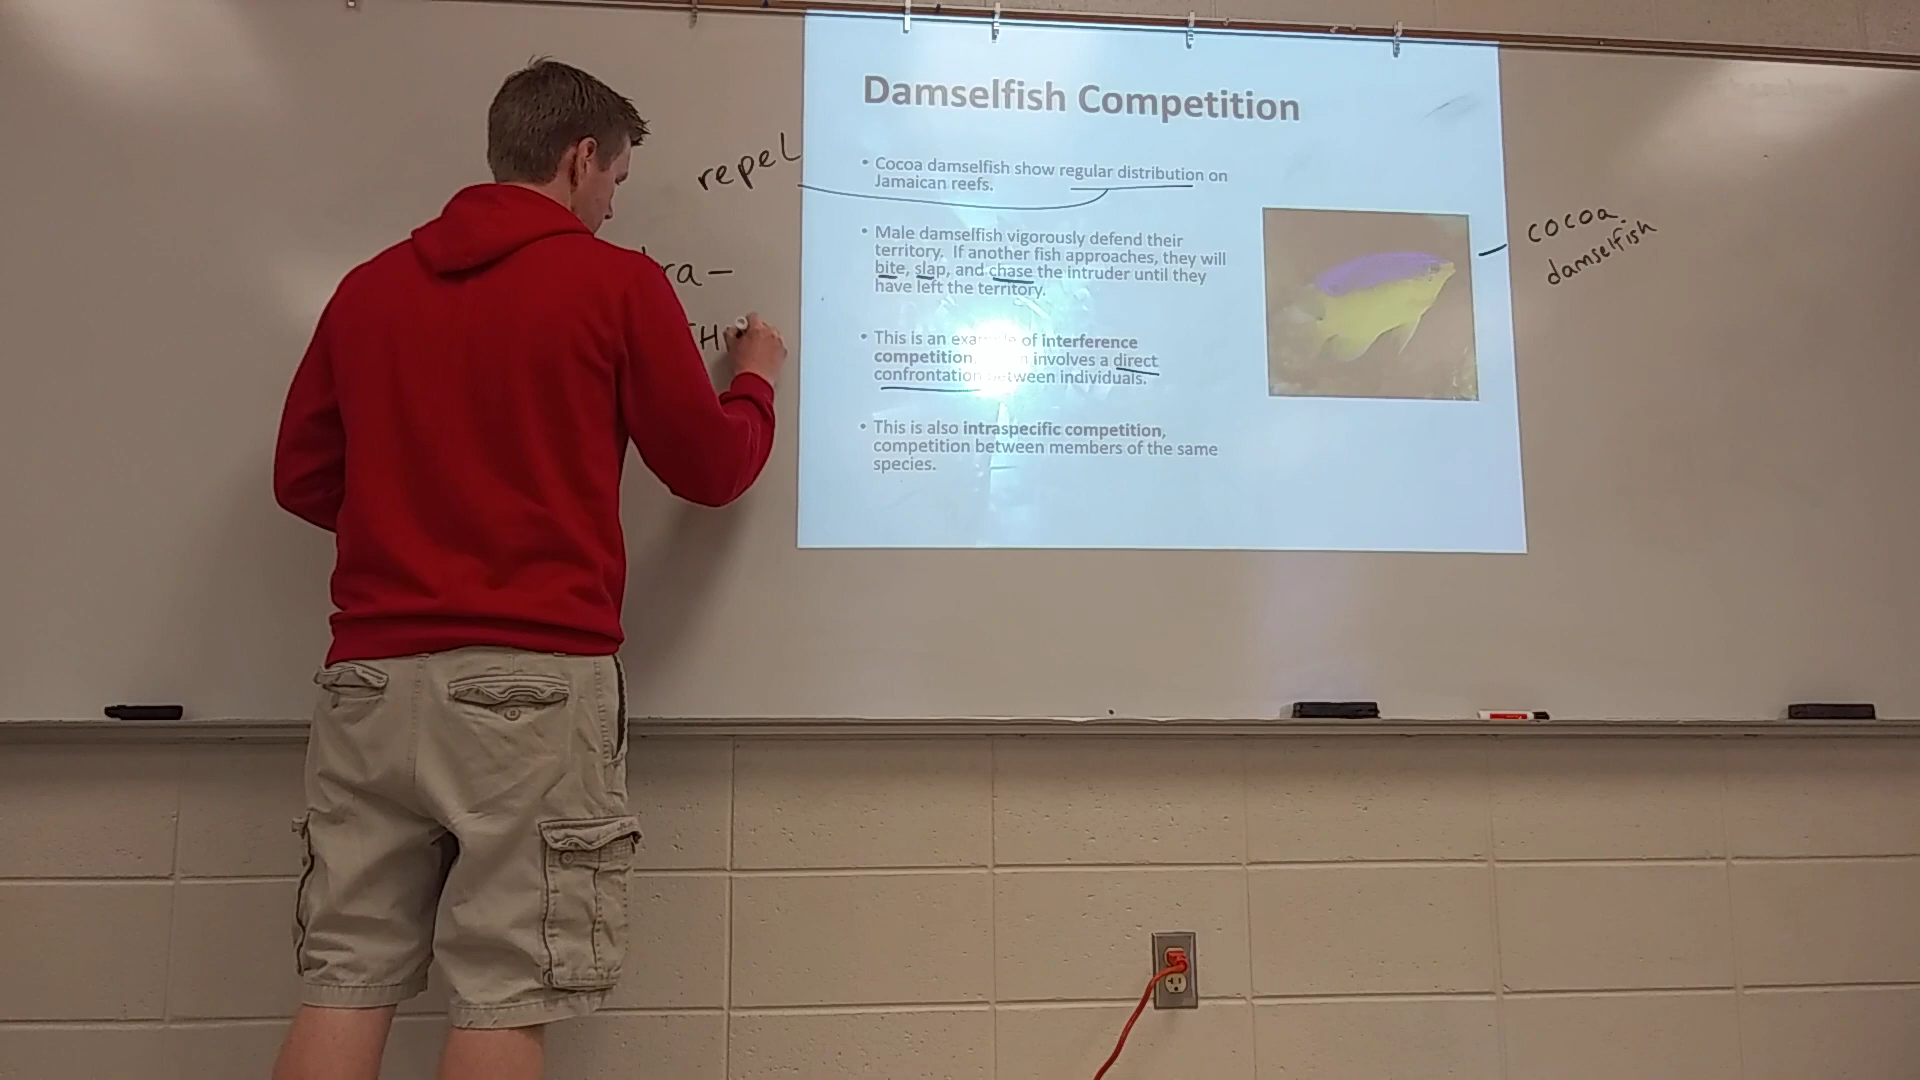 Damselfish Competition
repel
• Cocoa damselfish show regular distribution on
Jamaican reefs.
• Male damselfish vigorously defend their
territory. If another fish approaches, they will
bite, slap, and chase the intruder until they
have left the territory.
cocoa
damselfish
• This is an of interference
competition. involves a direct
confrontation between individuals.
• This is also intraspecific competition,
competition between members of the same
species.